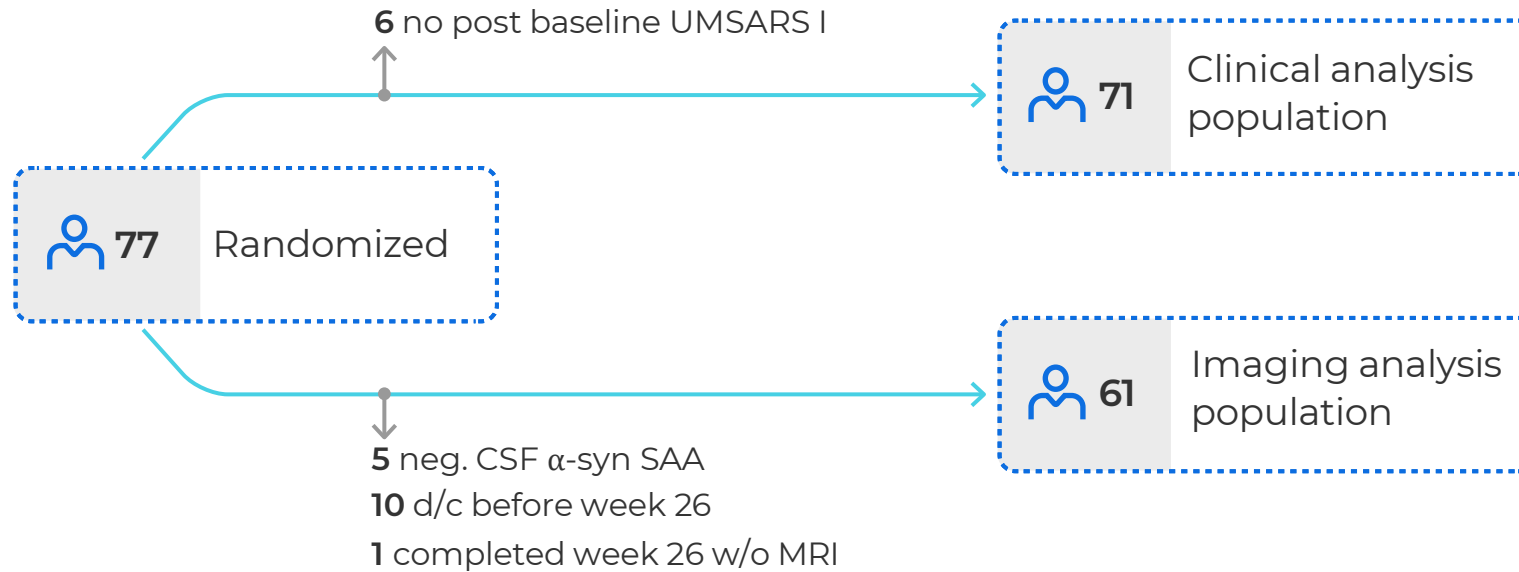 6 no post baseline UMSARS I
71 Clinical analysis
population
77 Randomized
61 Imaging analysis
population
5 neg. CSF α-syn SAA
10 d/c before week 26
1 completed week 26 w/o MRI